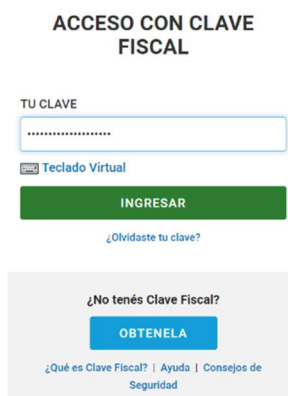 ACCESO CON CLAVE
FISCAL
TU CLAVE
••••••••••••••••••••
Teclado Virtual
INGRESAR
¿Olvidaste tu clave?
¿No tenés Clave Fiscal?
OBTENELA
¿Qué es Clave Fiscal? | Ayuda | Consejos de
Seguridad